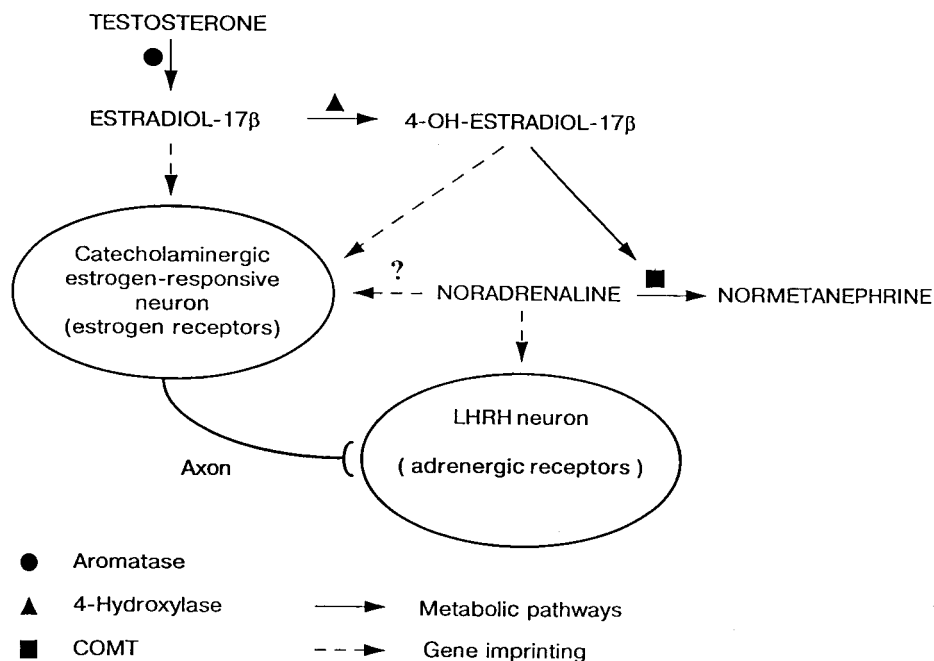 TESTOSTERONE
ESTRADIOL-17β
4-OH-ESTRADIOL-17β
Catecholaminergic
estrogen-responsive
neuron
(estrogen receptors)
?
NORADRENALINE
NORMETANEPHRINE
LHRH neuron
( adrenergic receptors )
Axon
Aromatase
4-Hydroxylase
Metabolic pathways
COMT
Gene imprinting